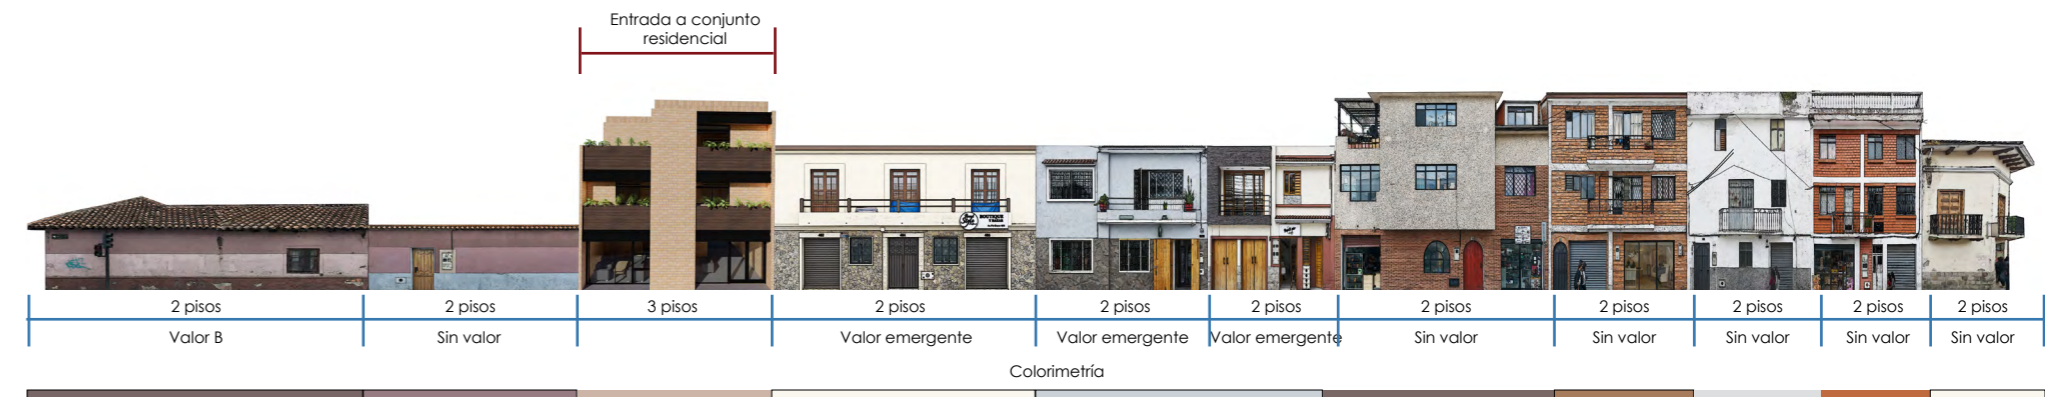 Entrada a conjunto
residencial
BOUTIQUE
2 pisos 2 pisos 3 pisos 2 pisos 2 pisos 2 pisos 2 pisos 2 pisos 2 pisos 2 pisos 2 pisos
Valor B Sin valor Valor emergente Valor emergente Valor emergente Sin valor Sin valor Sin valor Sin valor Sin valor
Colorimetría